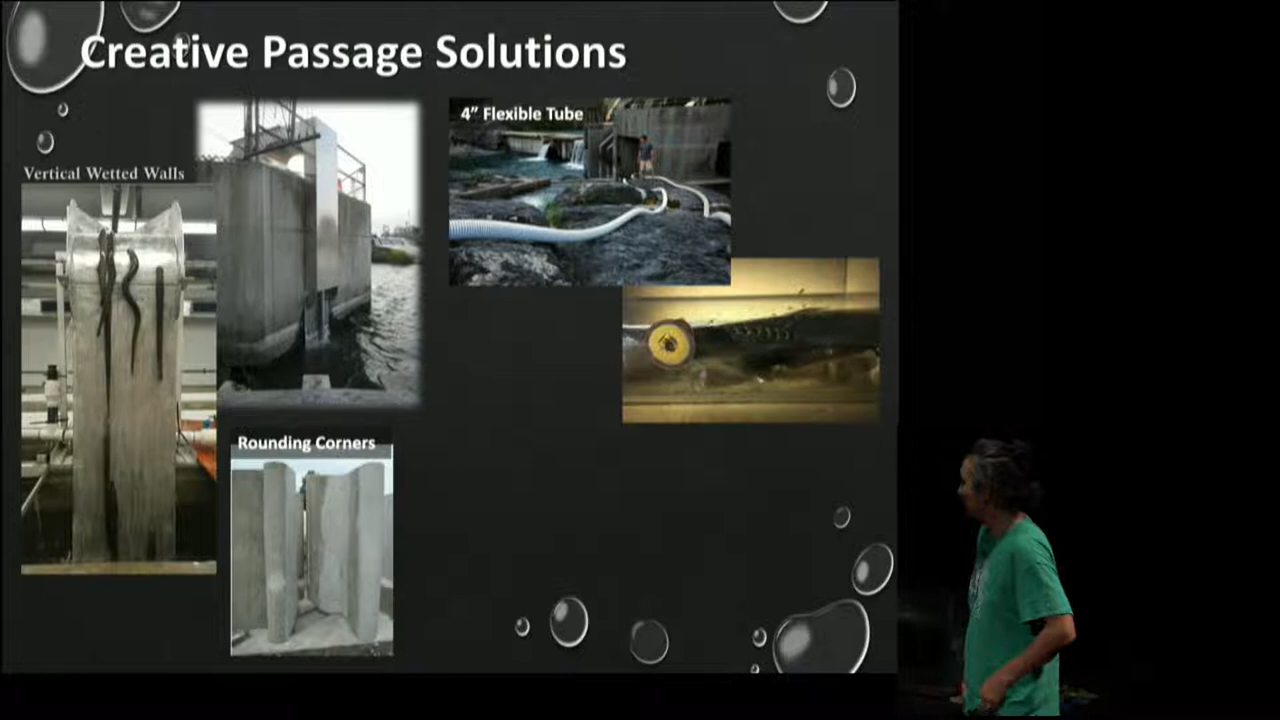 Creative Passage Solutions
4” Flexible Tube
Vertical Wetted Walls
Rounding Corners